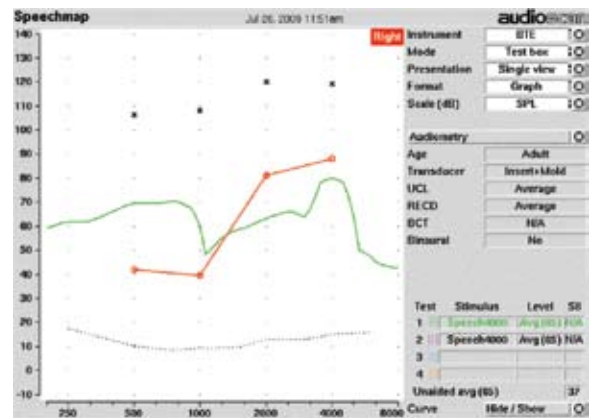 Speechmap Jul 26, 2009 11:51am audioscan
Right
Instrument BTE
Mode Test box
Presentation Single view
Format Graph
Scale (dB) SPL
Audiometry
Age Adult
Transducer Insert+Mold
UCL Average
RECD Average
BCT N/A
Binaural No
Test Stimulus Level SII
1 Speech4000 Avg (65) N/A
2 Speech4000 Avg (65) N/A
3
4
Unaided avg (65) 37
Curve Hide / Show
140
130
120
110
100
90
80
70
60
50
40
30
20
10
0
-10
250 500 1000 2000 4000 8000